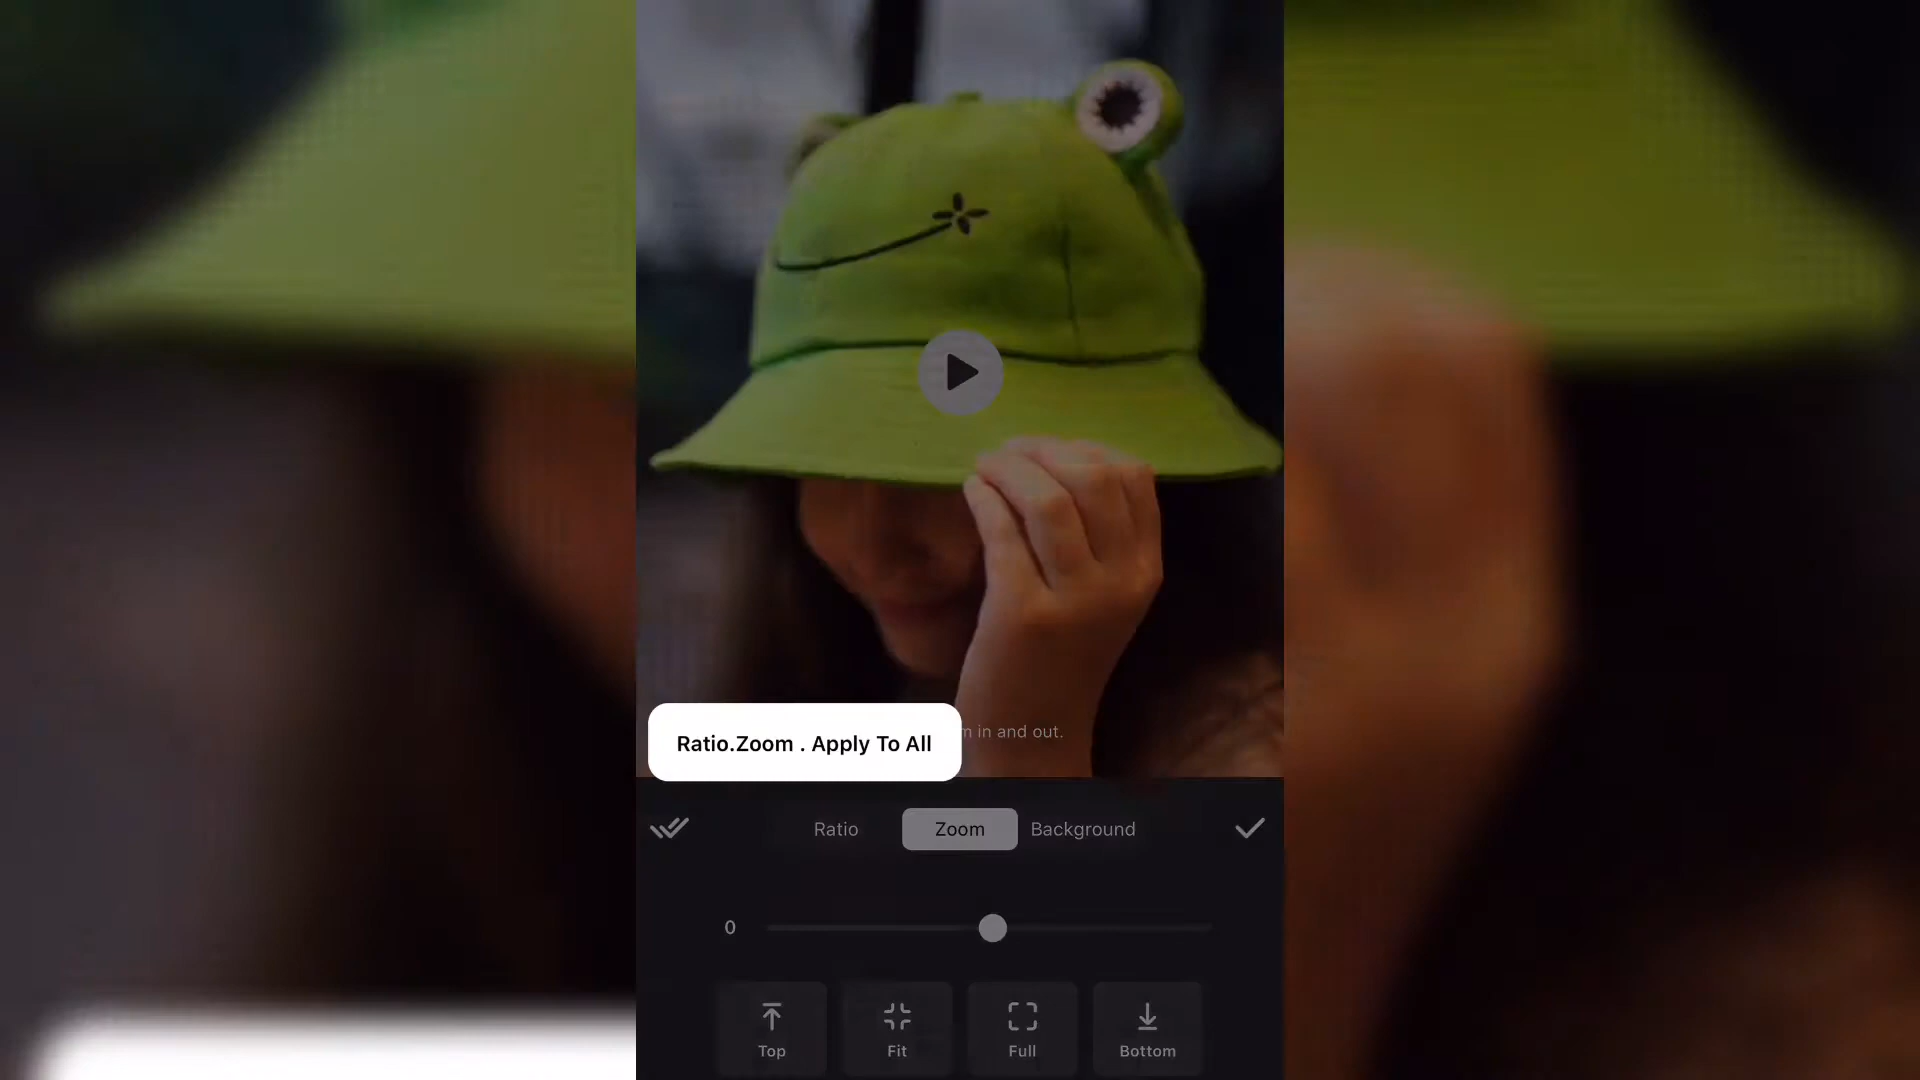 m in and out.
Ratio.Zoom . Apply To All
Ratio
Zoom
Background
0
Top
Fit
Full
Bottom